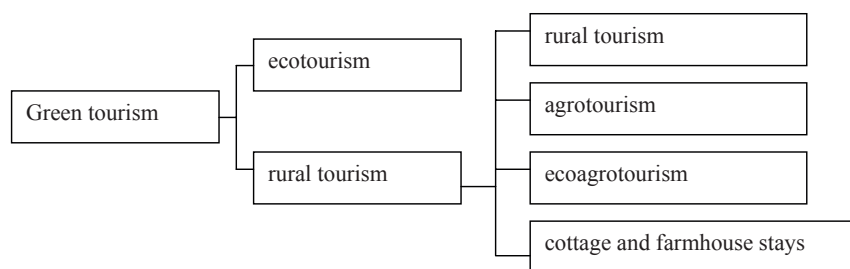 Green tourism
ecotourism
rural tourism
rural tourism
agrotourism
ecoagrotourism
cottage and farmhouse stays